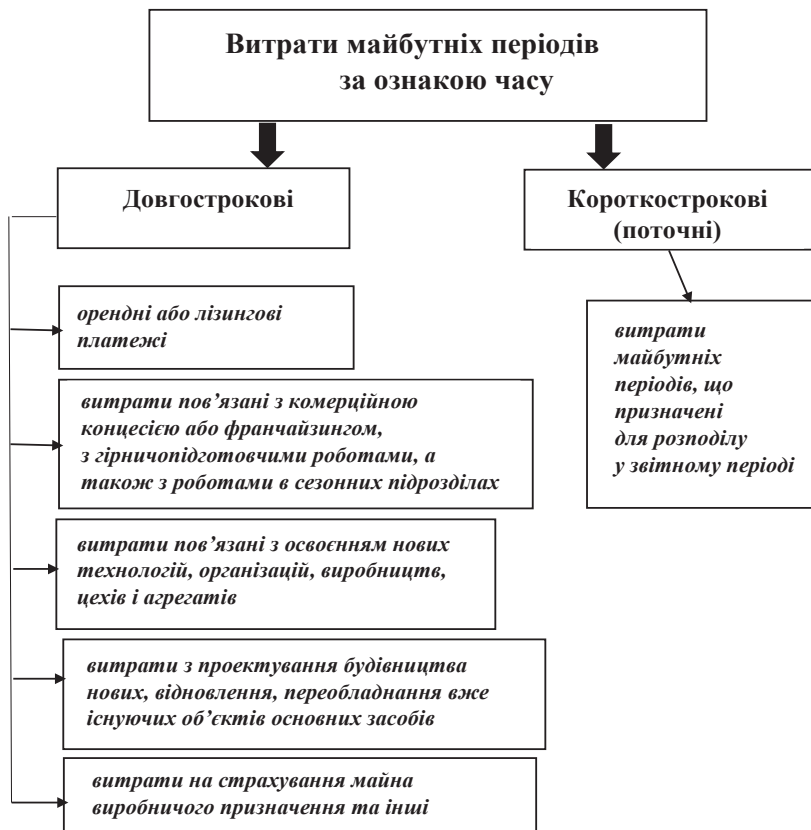 Витрати майбутніх періодів
за ознакою часу
Довгострокові
Короткострокові
(поточні)
орендні або лізингові
платежі
витрати пов’язані з комерційною
концесією або франчайзингом,
з гірничопідготовчими роботами, а
також з роботами в сезонних підрозділах
витрати пов’язані з освоєнням нових
технологій, організацій, виробництв,
цехів і агрегатів
витрати з проектування будівництва
нових, відновлення, переобладнання вже
існуючих об’єктів основних засобів
витрати на страхування майна
виробничого призначення та інші
витрати
майбутніх
періодів, що
призначені
для розподілу
у звітному періоді